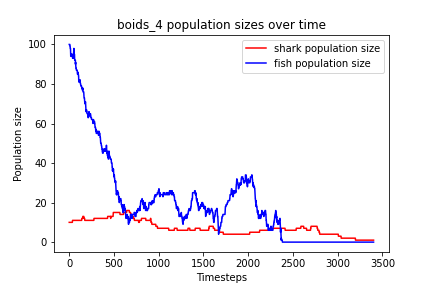 boids_4 population sizes over time
shark population size
fish population size
Population size
100
80
60
40
20
0
0 500 1000 1500 2000 2500 3000 3500
Timesteps